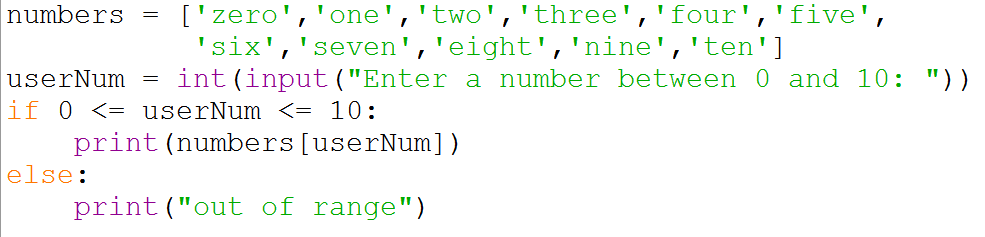 numbers = ['zero','one','two','three','four','five',
           'six','seven','eight','nine','ten']
userNum = int(input("Enter a number between 0 and 10: "))
if 0 <= userNum <= 10:
    print(numbers[userNum])
else:
    print("out of range")